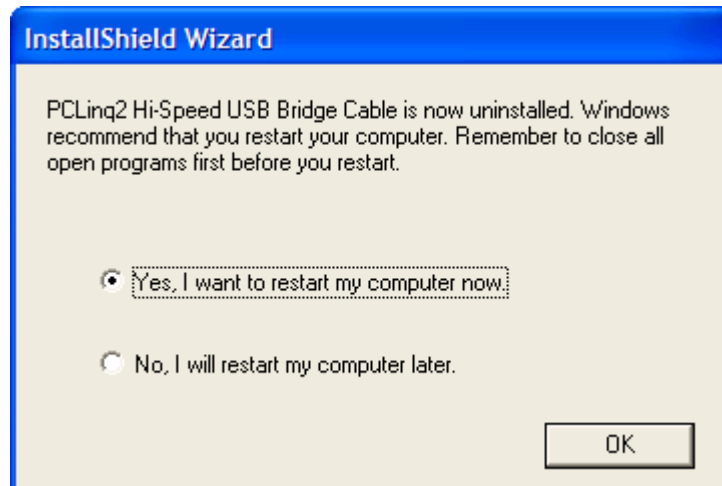 InstallShield Wizard
PCLinq2 Hi-Speed USB Bridge Cable is now uninstalled. Windows
recommend that you restart your computer. Remember to close all
open programs first before you restart.
Yes, I want to restart my computer now.
No, I will restart my computer later.
OK